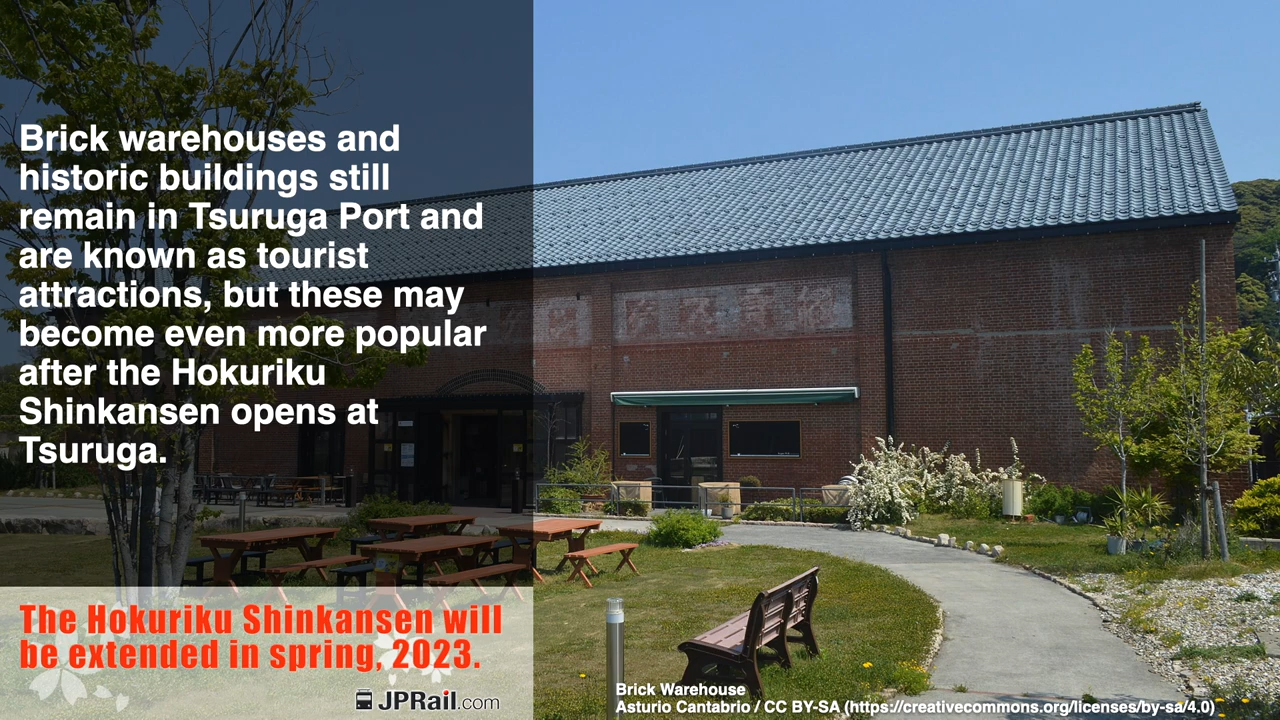 Brick warehouses and
historic buildings still
remain in Tsuruga Port and
are known as tourist
attractions, but these may
become even more popular
after the Hokuriku
Shinkansen opens at
Tsuruga.
The Hokuriku Shinkansen will
be extended in spring, 2023.
JPRail.com
Brick Warehouse
Asturio Cantabrio / CC BY-SA (https://creativecommons.org/licenses/by-sa/4.0)